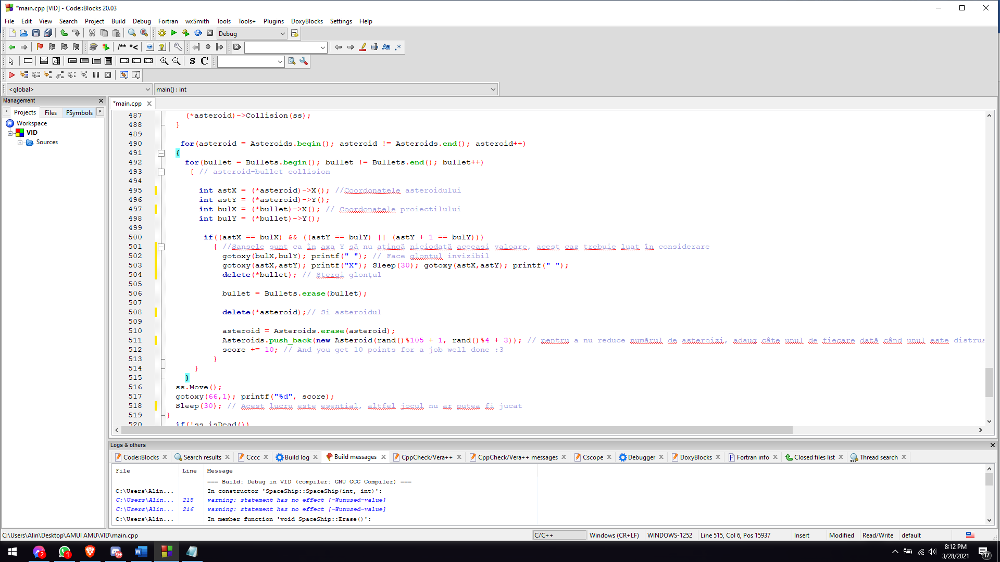 *main.cpp [VID] - Code::Blocks 20.03
File Edit View Search Project Build Debug Fortran wxSmith Tools Tools+ Plugins DoxyBlocks Settings Help
Debug
/** *<
S C
<global> main() : int
Management
*main.cpp
Projects Files FSymbols
Workspace
VID
Sources
487 (*asteroid)->Collision(ss);
488 }
489
490 for(asteroid = Asteroids.begin(); asteroid != Asteroids.end(); asteroid++)
491 {
492 for(bullet = Bullets.begin(); bullet != Bullets.end(); bullet++)
493 { // asteroid-bullet collision
494
495 int astX = (*asteroid)->X(); //Coordonatele asteroidului
496 int astY = (*asteroid)->Y();
497 int bulX = (*bullet)->X(); // Coordonatele proiectilului
498 int bulY = (*bullet)->Y();
499
500 if((astX == bulX) && ((astY == bulY) || (astY + 1 == bulY)))
501 { //Sansele sunt ca în axa Y să nu atingă niciodată aceeasi valoare, acest caz trebuie luat în considerare
502 gotoxy(bulX,bulY); printf(" "); // Face glontul invizibil
503 gotoxy(astX,astY); printf("X"); Sleep(30); gotoxy(astX,astY); printf(" ");
504 delete(*bullet); // Stergi glonțul
505
506 bullet = Bullets.erase(bullet);
507
508 delete(*asteroid);// Si asteroidul
509
510 asteroid = Asteroids.erase(asteroid);
511 Asteroids.push_back(new Asteroid(rand()%105 + 1, rand()%4 + 3)); // pentru a nu reduce numărul de asteroizi, adaug câte unul de fiecare dată când unul este distrus
512 score += 10; // And you get 10 points for a job well done :3
513 }
514 }
515 }
516 ss.Move();
517 gotoxy(66,1); printf("%d", score);
518 Sleep(30); // Acest lucru este esential, altfel jocul nu ar putea fi jucat
519 }
520 if(!ss.isDead())
Logs & others
Code::Blocks Search results Cccc Build log Build messages CppCheck/Vera++ CppCheck/Vera++ messages Cscope Debugger DoxyBlocks Fortran info Closed files list Thread search
File Line Message
=== Build: Debug in VID (compiler: GNU GCC Compiler) ===
C:\Users\Alin... In constructor 'SpaceShip::SpaceShip(int, int)':
C:\Users\Alin... 215 warning: statement has no effect [-Wunused-value]
C:\Users\Alin... 216 warning: statement has no effect [-Wunused-value]
C:\Users\Alin... In member function 'void SpaceShip::Erase()':
C:\Users\Alin\Desktop\AMUI AMU\VID\main.cpp C/C++ Windows (CR+LF) WINDOWS-1252 Line 515, Col 6, Pos 15937 Insert Modified Read/Write default
2 1 9+ 8:12 PM
3/28/2021 17